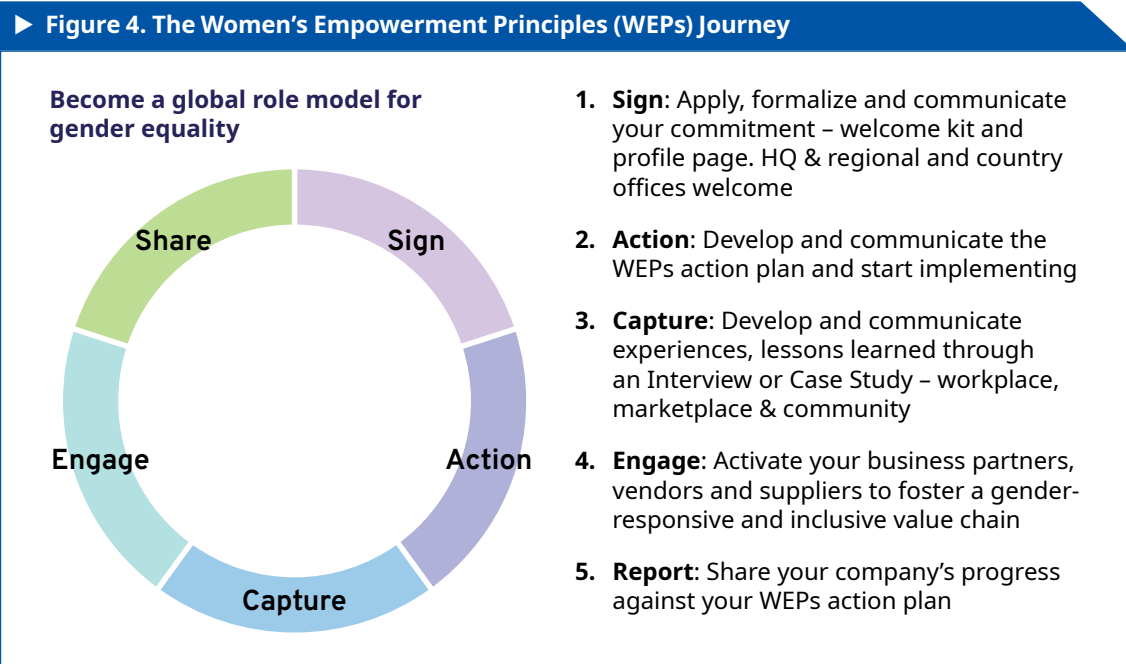 ▶ Figure 4. The Women’s Empowerment Principles (WEPs) Journey
Become a global role model for
gender equality
Share
Sign
Engage
Action
Capture
1. Sign: Apply, formalize and communicate
your commitment – welcome kit and
profile page. HQ & regional and country
offices welcome
2. Action: Develop and communicate the
WEPs action plan and start implementing
3. Capture: Develop and communicate
experiences, lessons learned through
an Interview or Case Study – workplace,
marketplace & community
4. Engage: Activate your business partners,
vendors and suppliers to foster a gender-
responsive and inclusive value chain
5. Report: Share your company’s progress
against your WEPs action plan